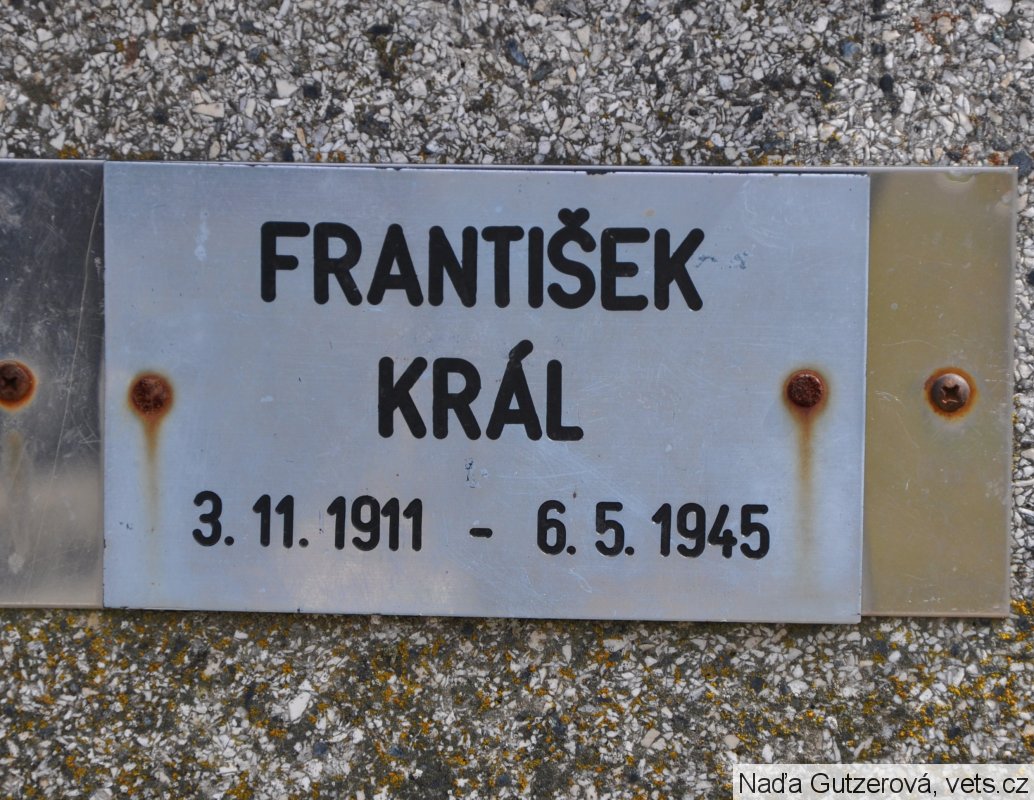 FRANTIŠEK
KRÁL
3. 11. 1911 - 6. 5. 1945
Naďa Gutzerová, vets.cz